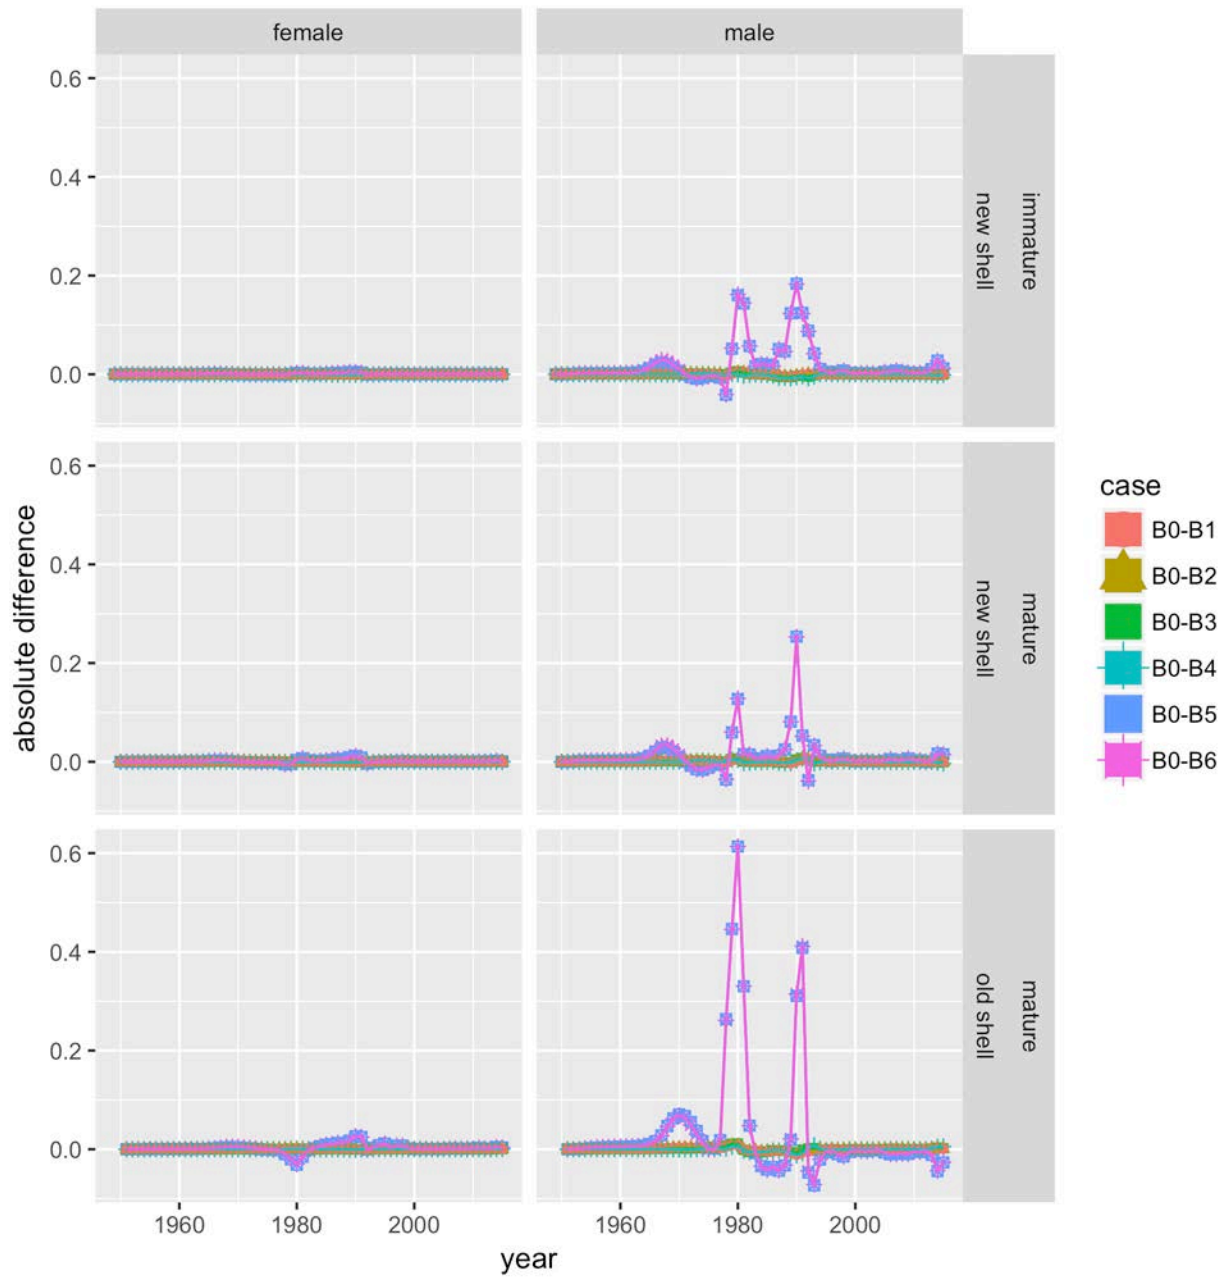 female
male
0.6
0.4
0.2
0.0
immature
new shell
0.6
0.4
0.2
0.0
mature
new shell
0.6
0.4
0.2
0.0
mature
old shell
absolute difference
1960
1980
2000
1960
1980
2000
year
case
B0-B1
B0-B2
B0-B3
B0-B4
B0-B5
B0-B6